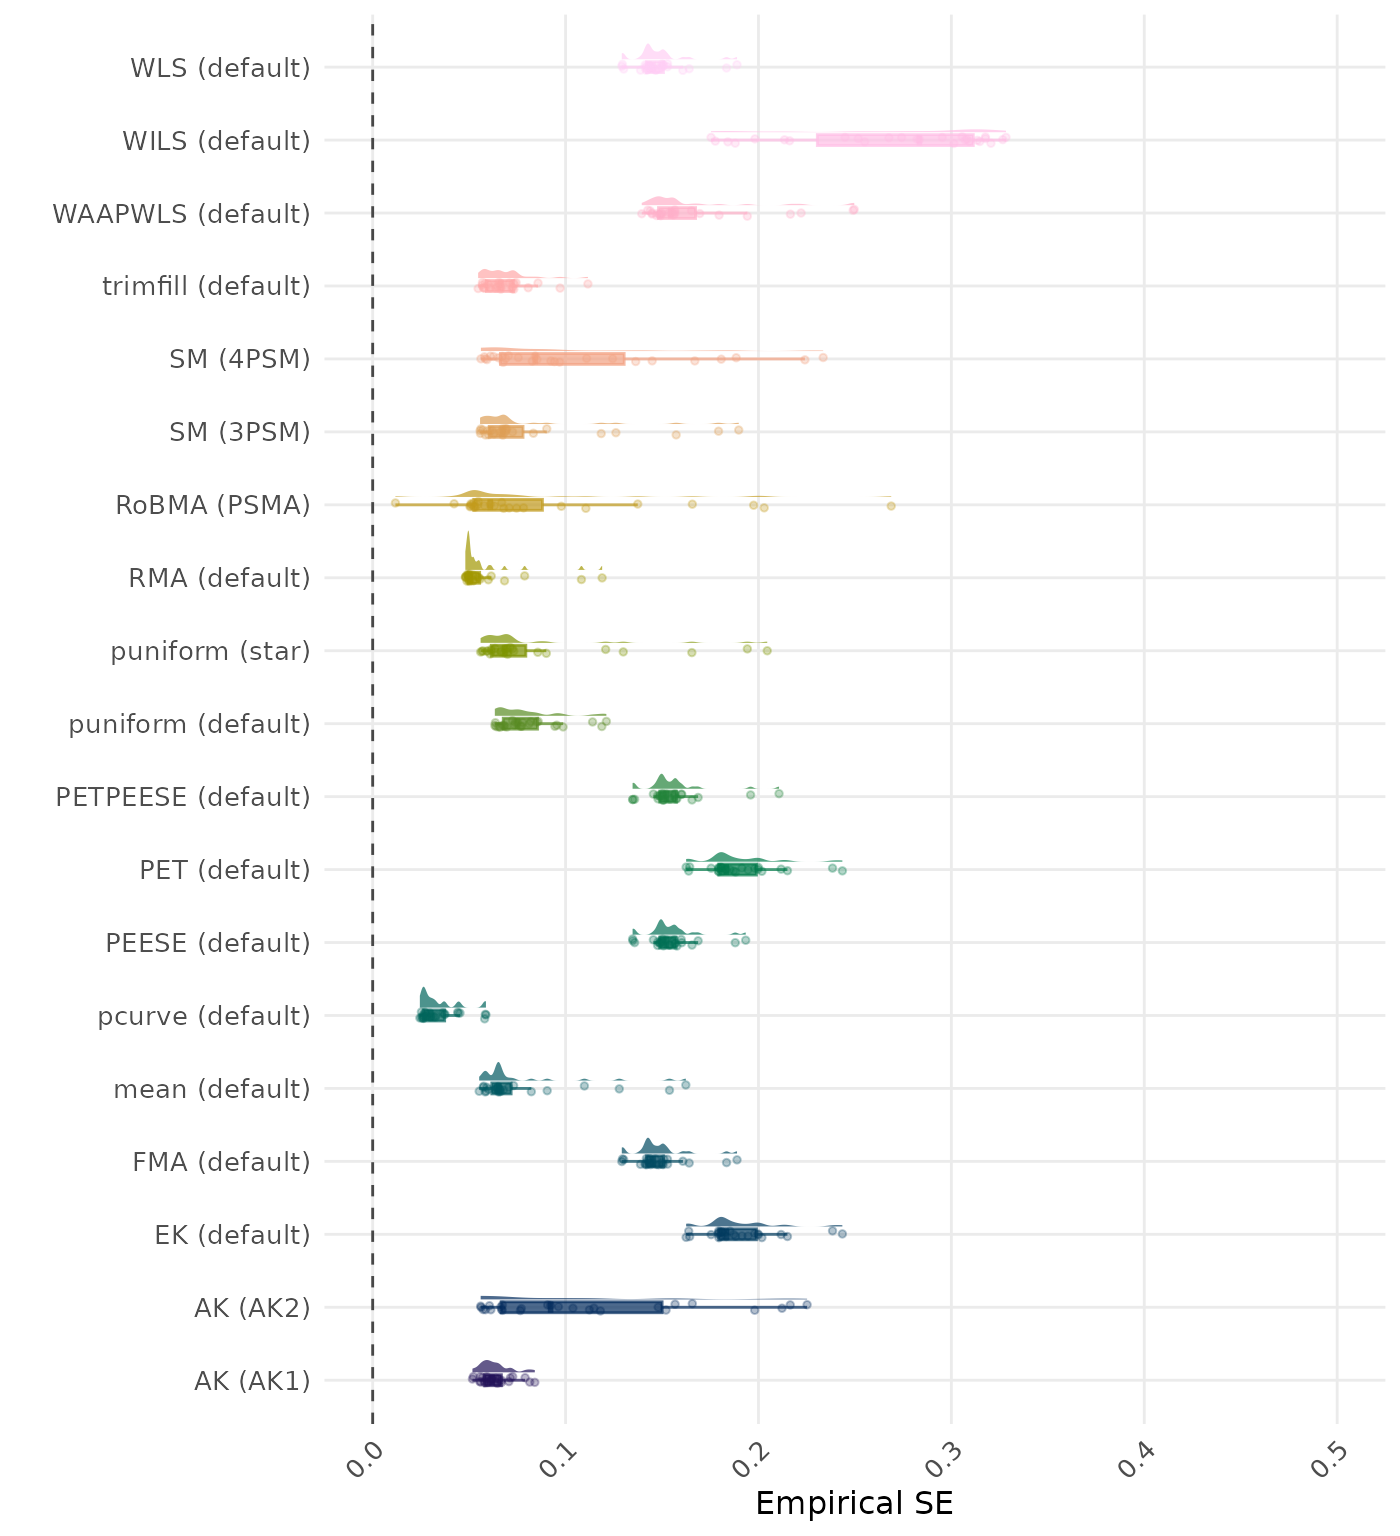 WLS (default)
WILS (default)
WAAPWLS (default)
trimfill (default)
SM (4PSM)
SM (3PSM)
RoBMA (PSMA)
RMA (default)
puniform (star)
puniform (default)
PETPEESE (default)
PET (default)
PEESE (default)
pcurve (default)
mean (default)
FMA (default)
EK (default)
AK (AK2)
AK (AK1)
0.0 0.1 0.2 0.3 0.4 0.5
Empirical SE